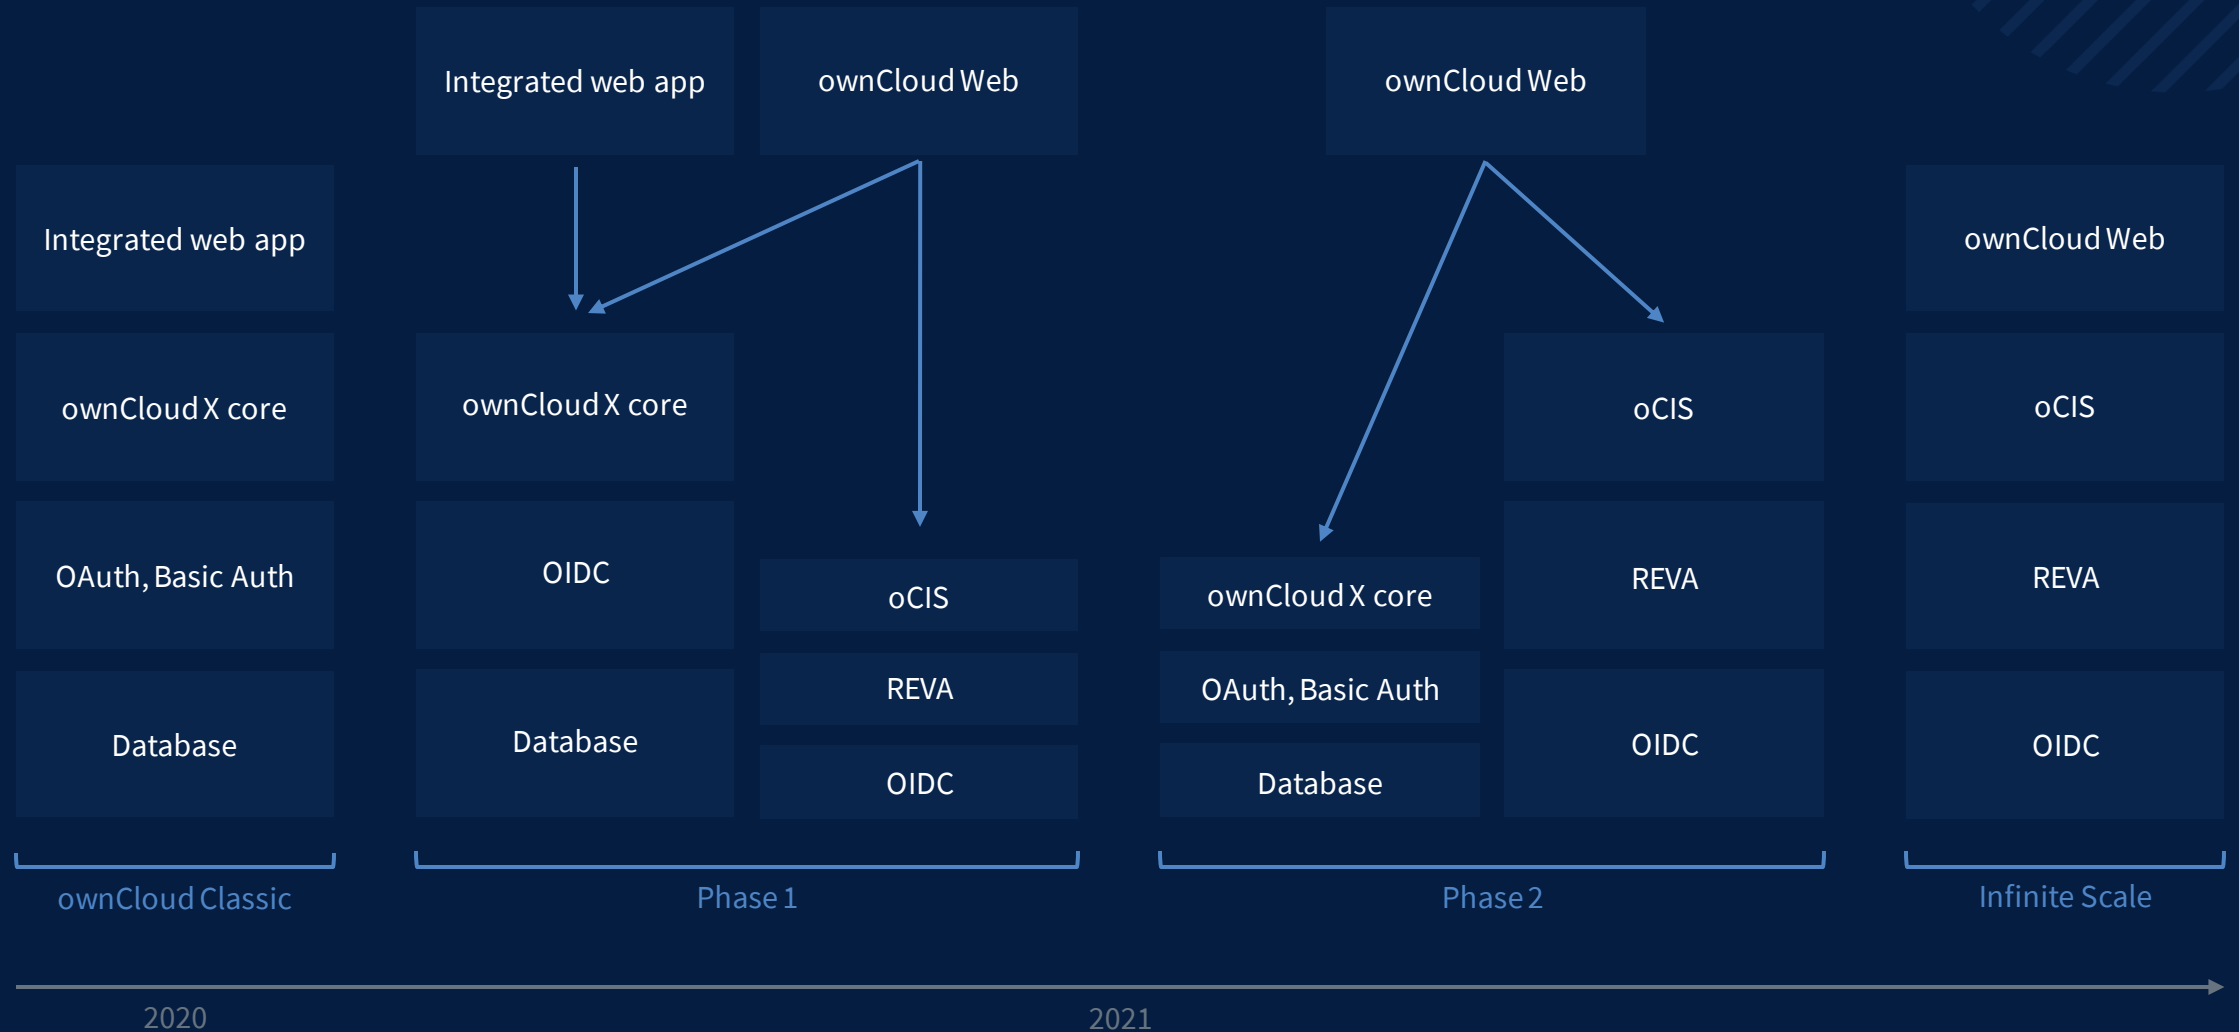 Integrated web app
ownCloud X core
OAuth, Basic Auth
Database
ownCloud Classic
Integrated web app
ownCloud Web
ownCloud X core
OIDC
Database
oCIS
REVA
OIDC
Phase 1
ownCloud Web
ownCloud X core
OAuth, Basic Auth
Database
oCIS
REVA
OIDC
Phase 2
ownCloud Web
oCIS
REVA
OIDC
Infinite Scale
2020
2021